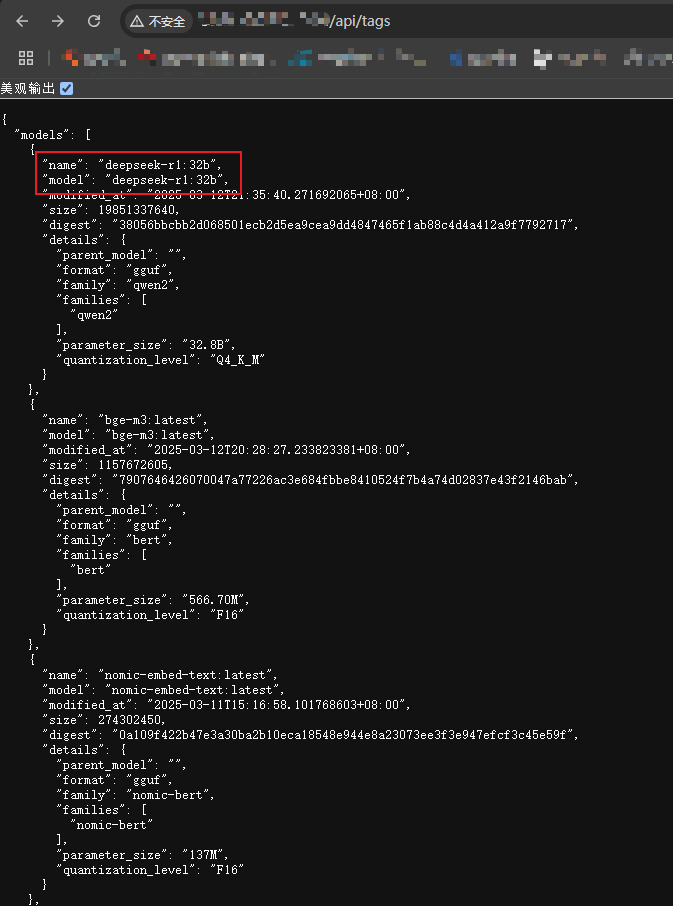 不安全 /api/tags
美观输出
{
  "models": [
    {
      "name": "deepseek-r1:32b",
      "model": "deepseek-r1:32b",
      "modified_at": "2025-03-12T21:35:40.271692065+08:00",
      "size": 19851337640,
      "digest": "38056bbcbb2d068501ecb2d5ea9cea9dd4847465f1ab88c4d4a412a9f7792717",
      "details": {
        "parent_model": "",
        "format": "gguf",
        "family": "qwen2",
        "families": [
          "qwen2"
        ],
        "parameter_size": "32.8B",
        "quantization_level": "Q4_K_M"
      }
    },
    {
      "name": "bge-m3:latest",
      "model": "bge-m3:latest",
      "modified_at": "2025-03-12T20:28:27.233823381+08:00",
      "size": 1157672605,
      "digest": "7907646426070047a77226ac3e684fbbe8410524f7b4a74d02837e43f2146bab",
      "details": {
        "parent_model": "",
        "format": "gguf",
        "family": "bert",
        "families": [
          "bert"
        ],
        "parameter_size": "566.70M",
        "quantization_level": "F16"
      }
    },
    {
      "name": "nomic-embed-text:latest",
      "model": "nomic-embed-text:latest",
      "modified_at": "2025-03-11T15:16:58.101768603+08:00",
      "size": 274302450,
      "digest": "0a109f422b47e3a30ba2b10eca18548e944e8a23073ee3f3e947efcf3c45e59f",
      "details": {
        "parent_model": "",
        "format": "gguf",
        "family": "nomic-bert",
        "families": [
          "nomic-bert"
        ],
        "parameter_size": "137M",
        "quantization_level": "F16"
      }
    },